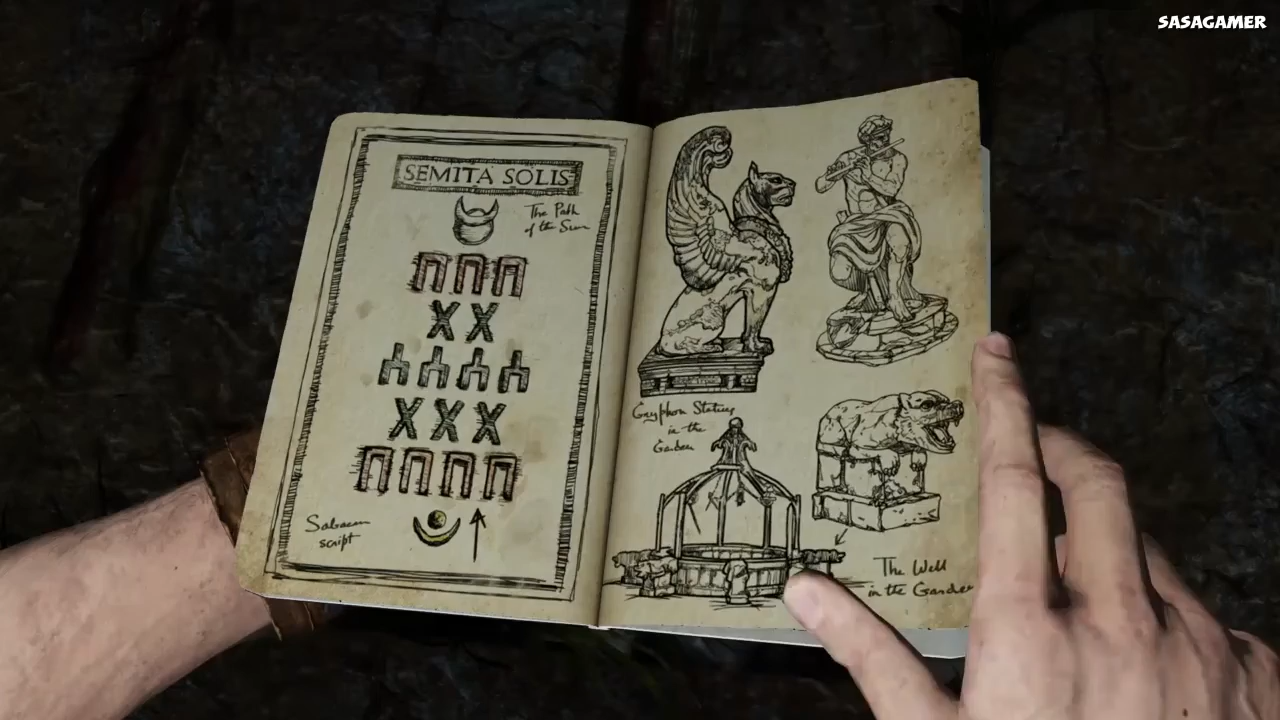 SASAGAMER
SEMITA SOLIS
The Path
of the Sun
X X
X X X
Sabaean
script
Gryphon Statues
in the
Garden
The Well
in the Garden